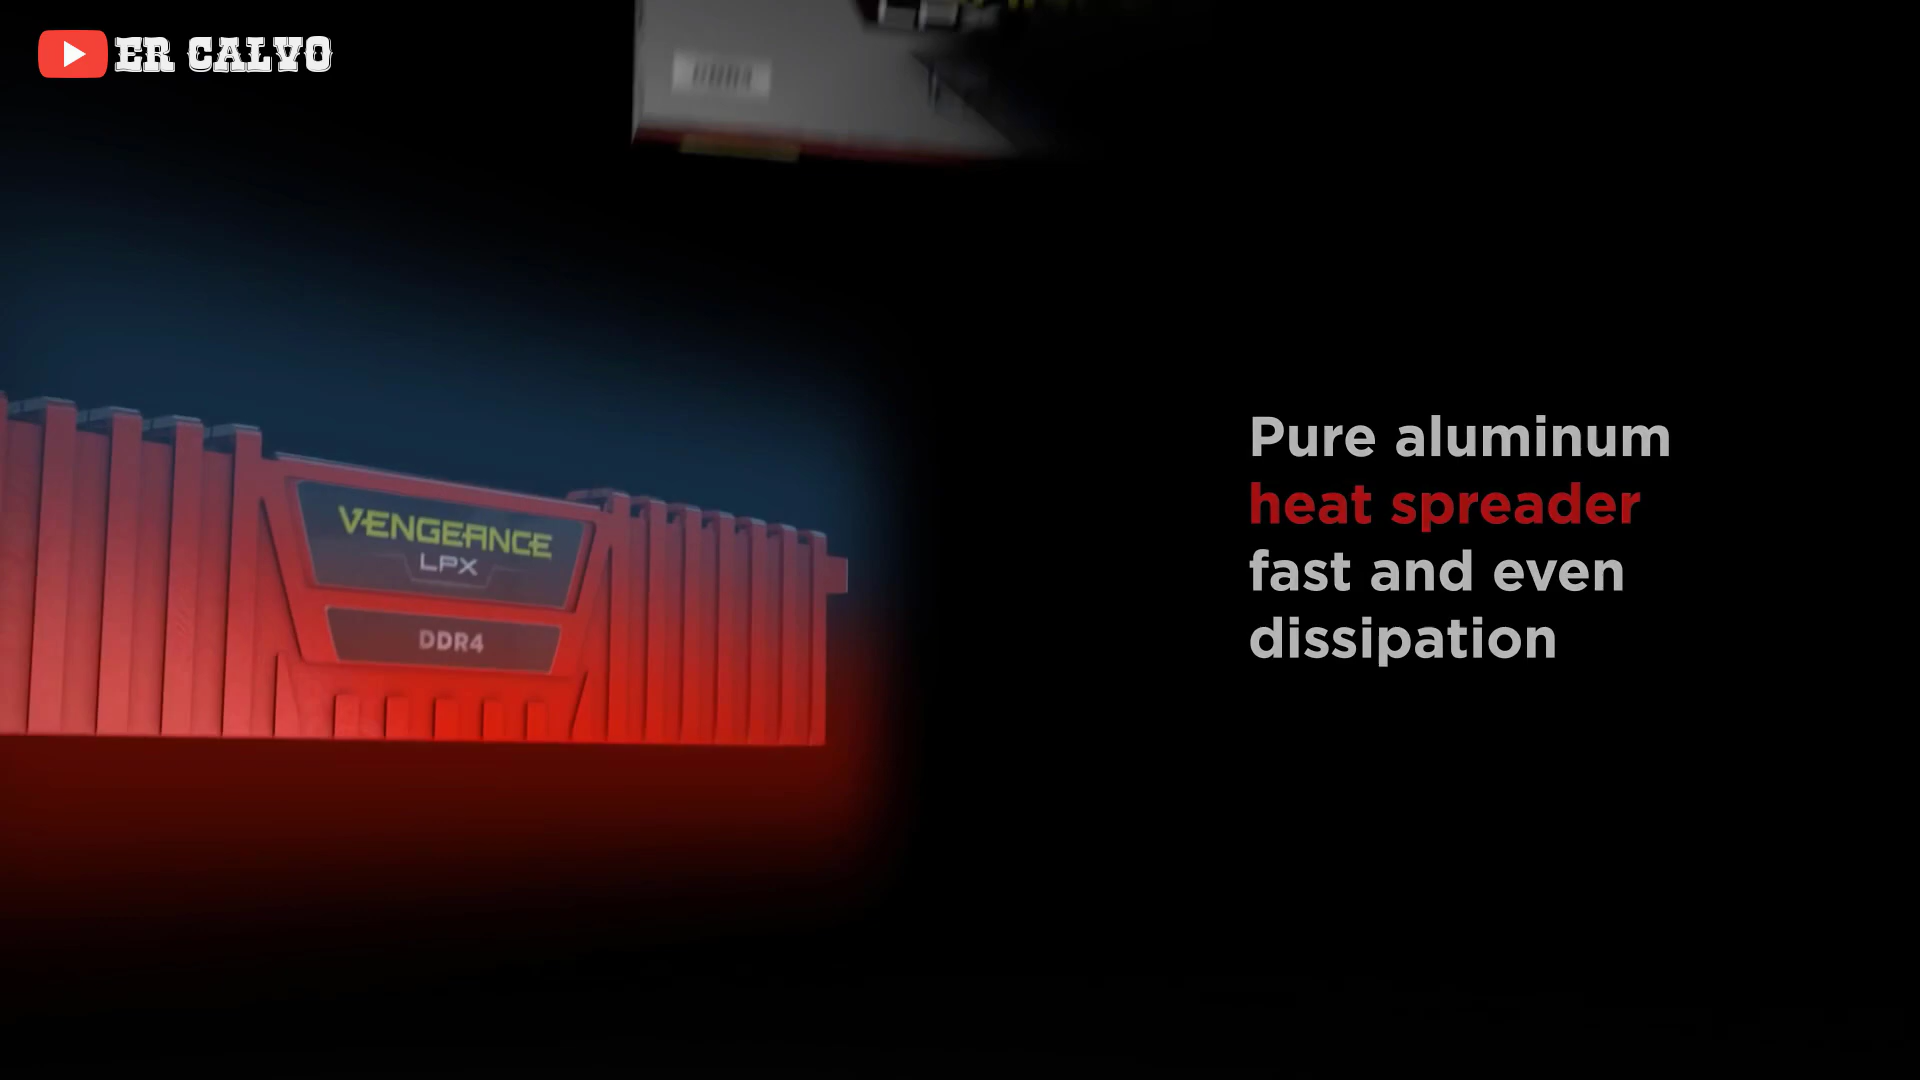 ER CALVO
VENGEANCE
LPX
DDR4
Pure aluminum
heat spreader
fast and even
dissipation